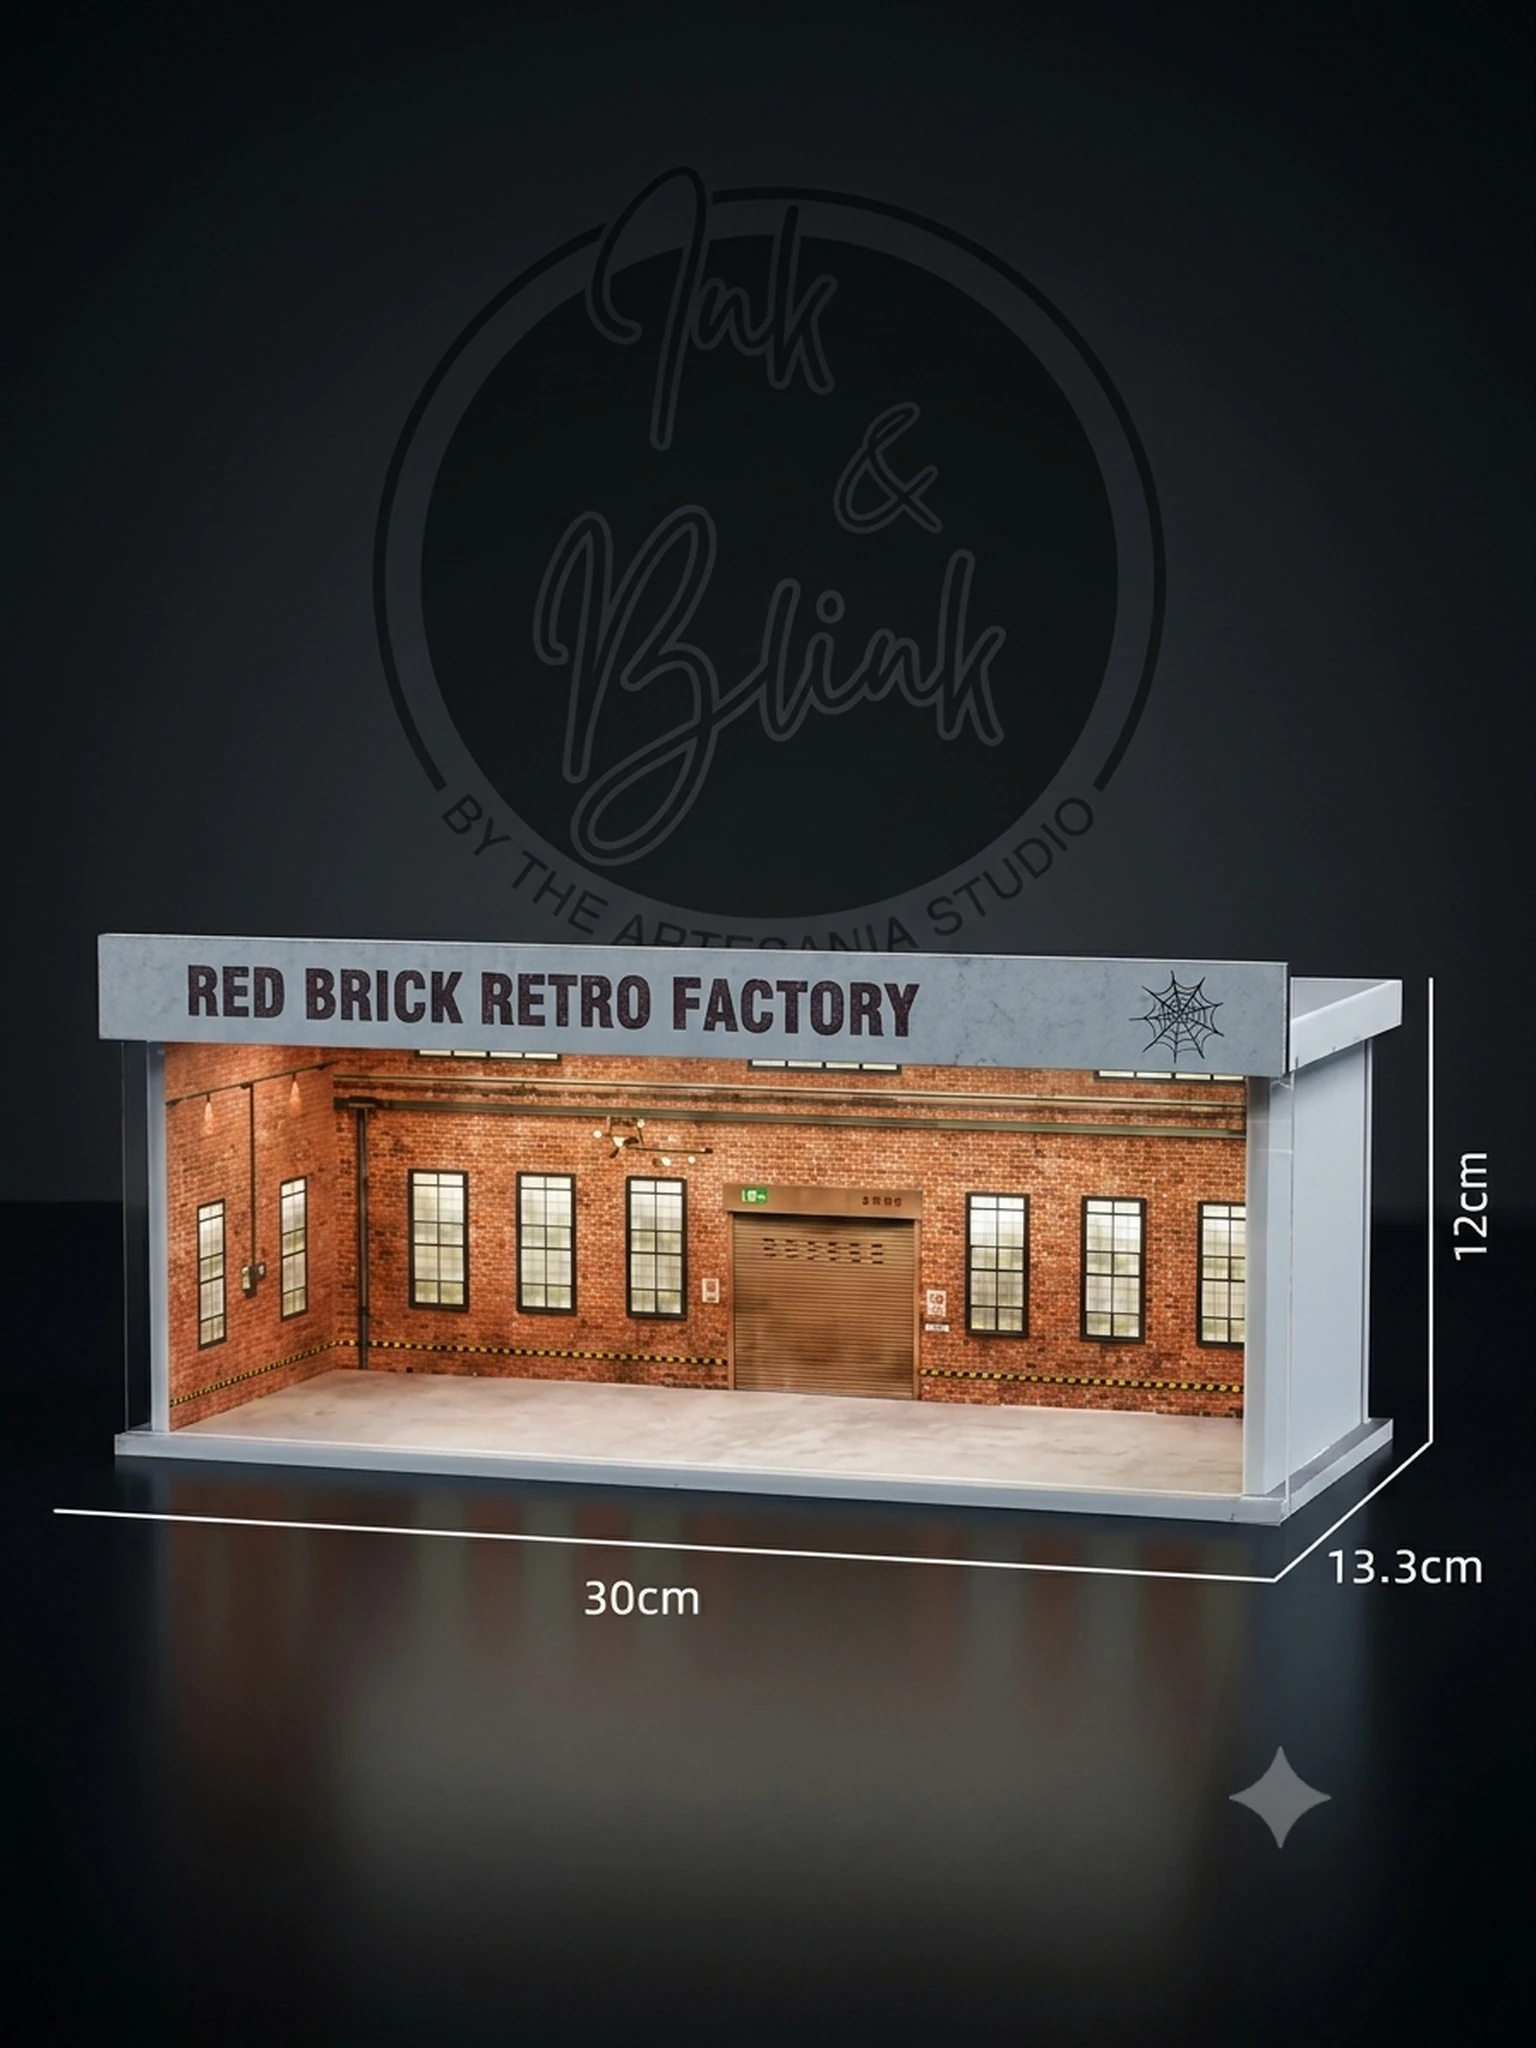 Ink
&
Blink
BY THE ARTESANIA STUDIO
RED BRICK RETRO FACTORY
12cm
13.3cm
30cm